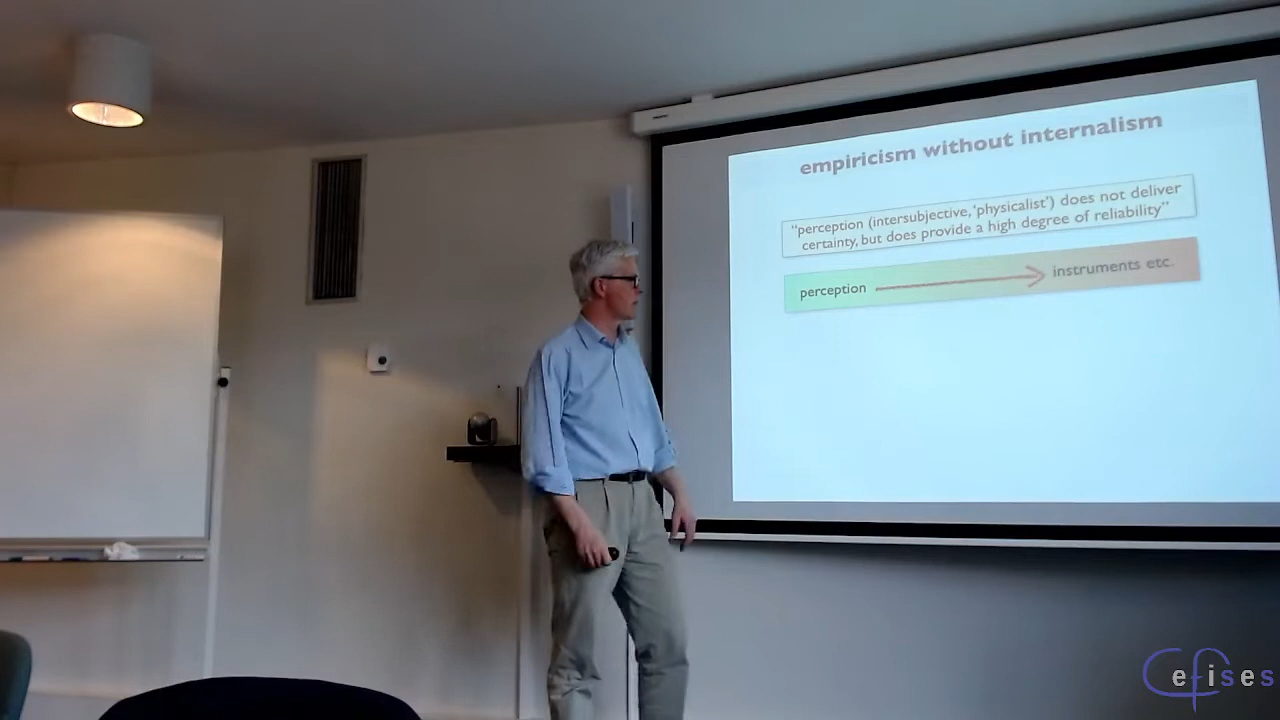 empiricism without internalism
“perception (intersubjective, ‘physicalist’) does not deliver
certainty, but does provide a high degree of reliability”
perception
instruments etc.
Cefises